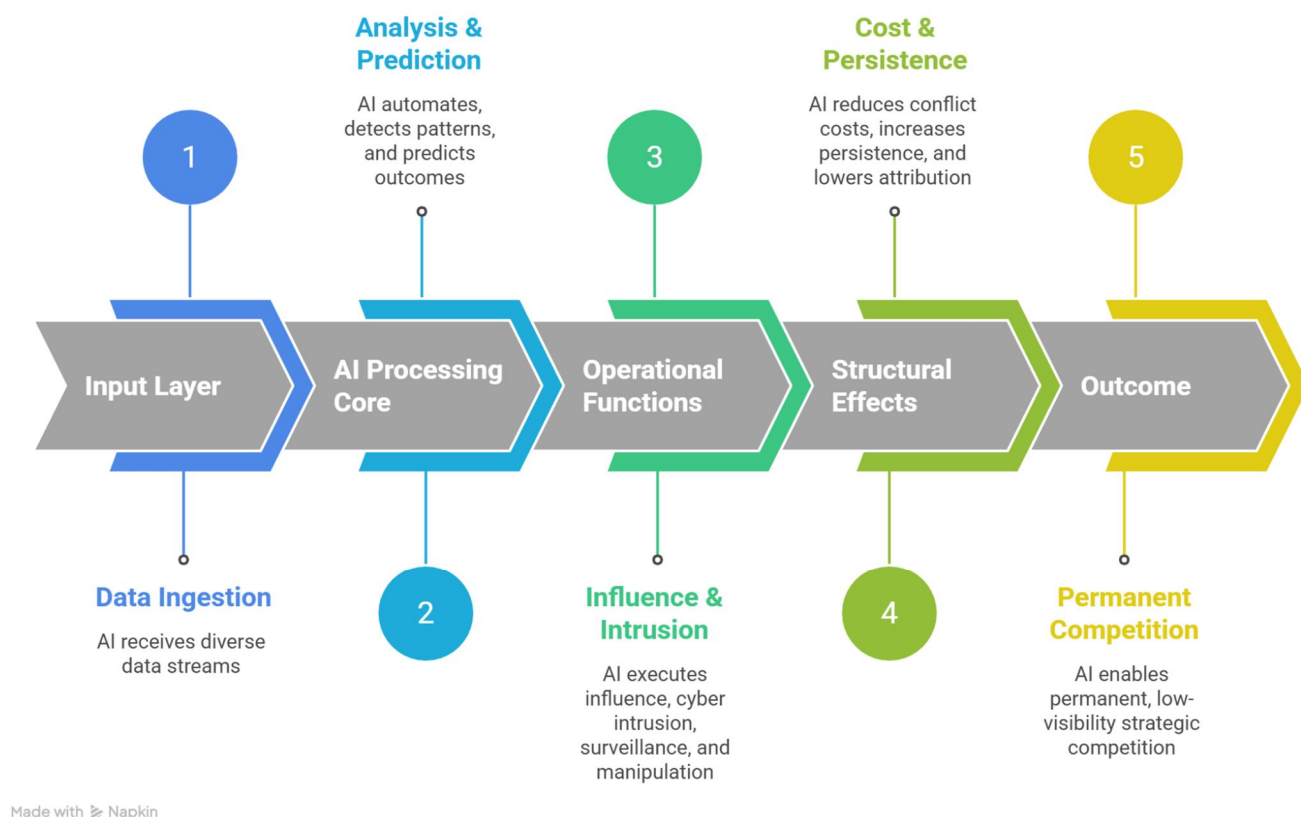 Analysis &
Prediction
AI automates,
detects patterns,
and predicts
outcomes
Cost &
Persistence
AI reduces conflict
costs, increases
persistence, and
lowers attribution
1
3
5
Input Layer
AI Processing
Core
Operational
Functions
Structural
Effects
Outcome
Data Ingestion
AI receives diverse
data streams
2
Influence &
Intrusion
AI executes
influence, cyber
intrusion,
surveillance, and
manipulation
4
Permanent
Competition
AI enables
permanent, low-
visibility strategic
competition
Made with Napkin